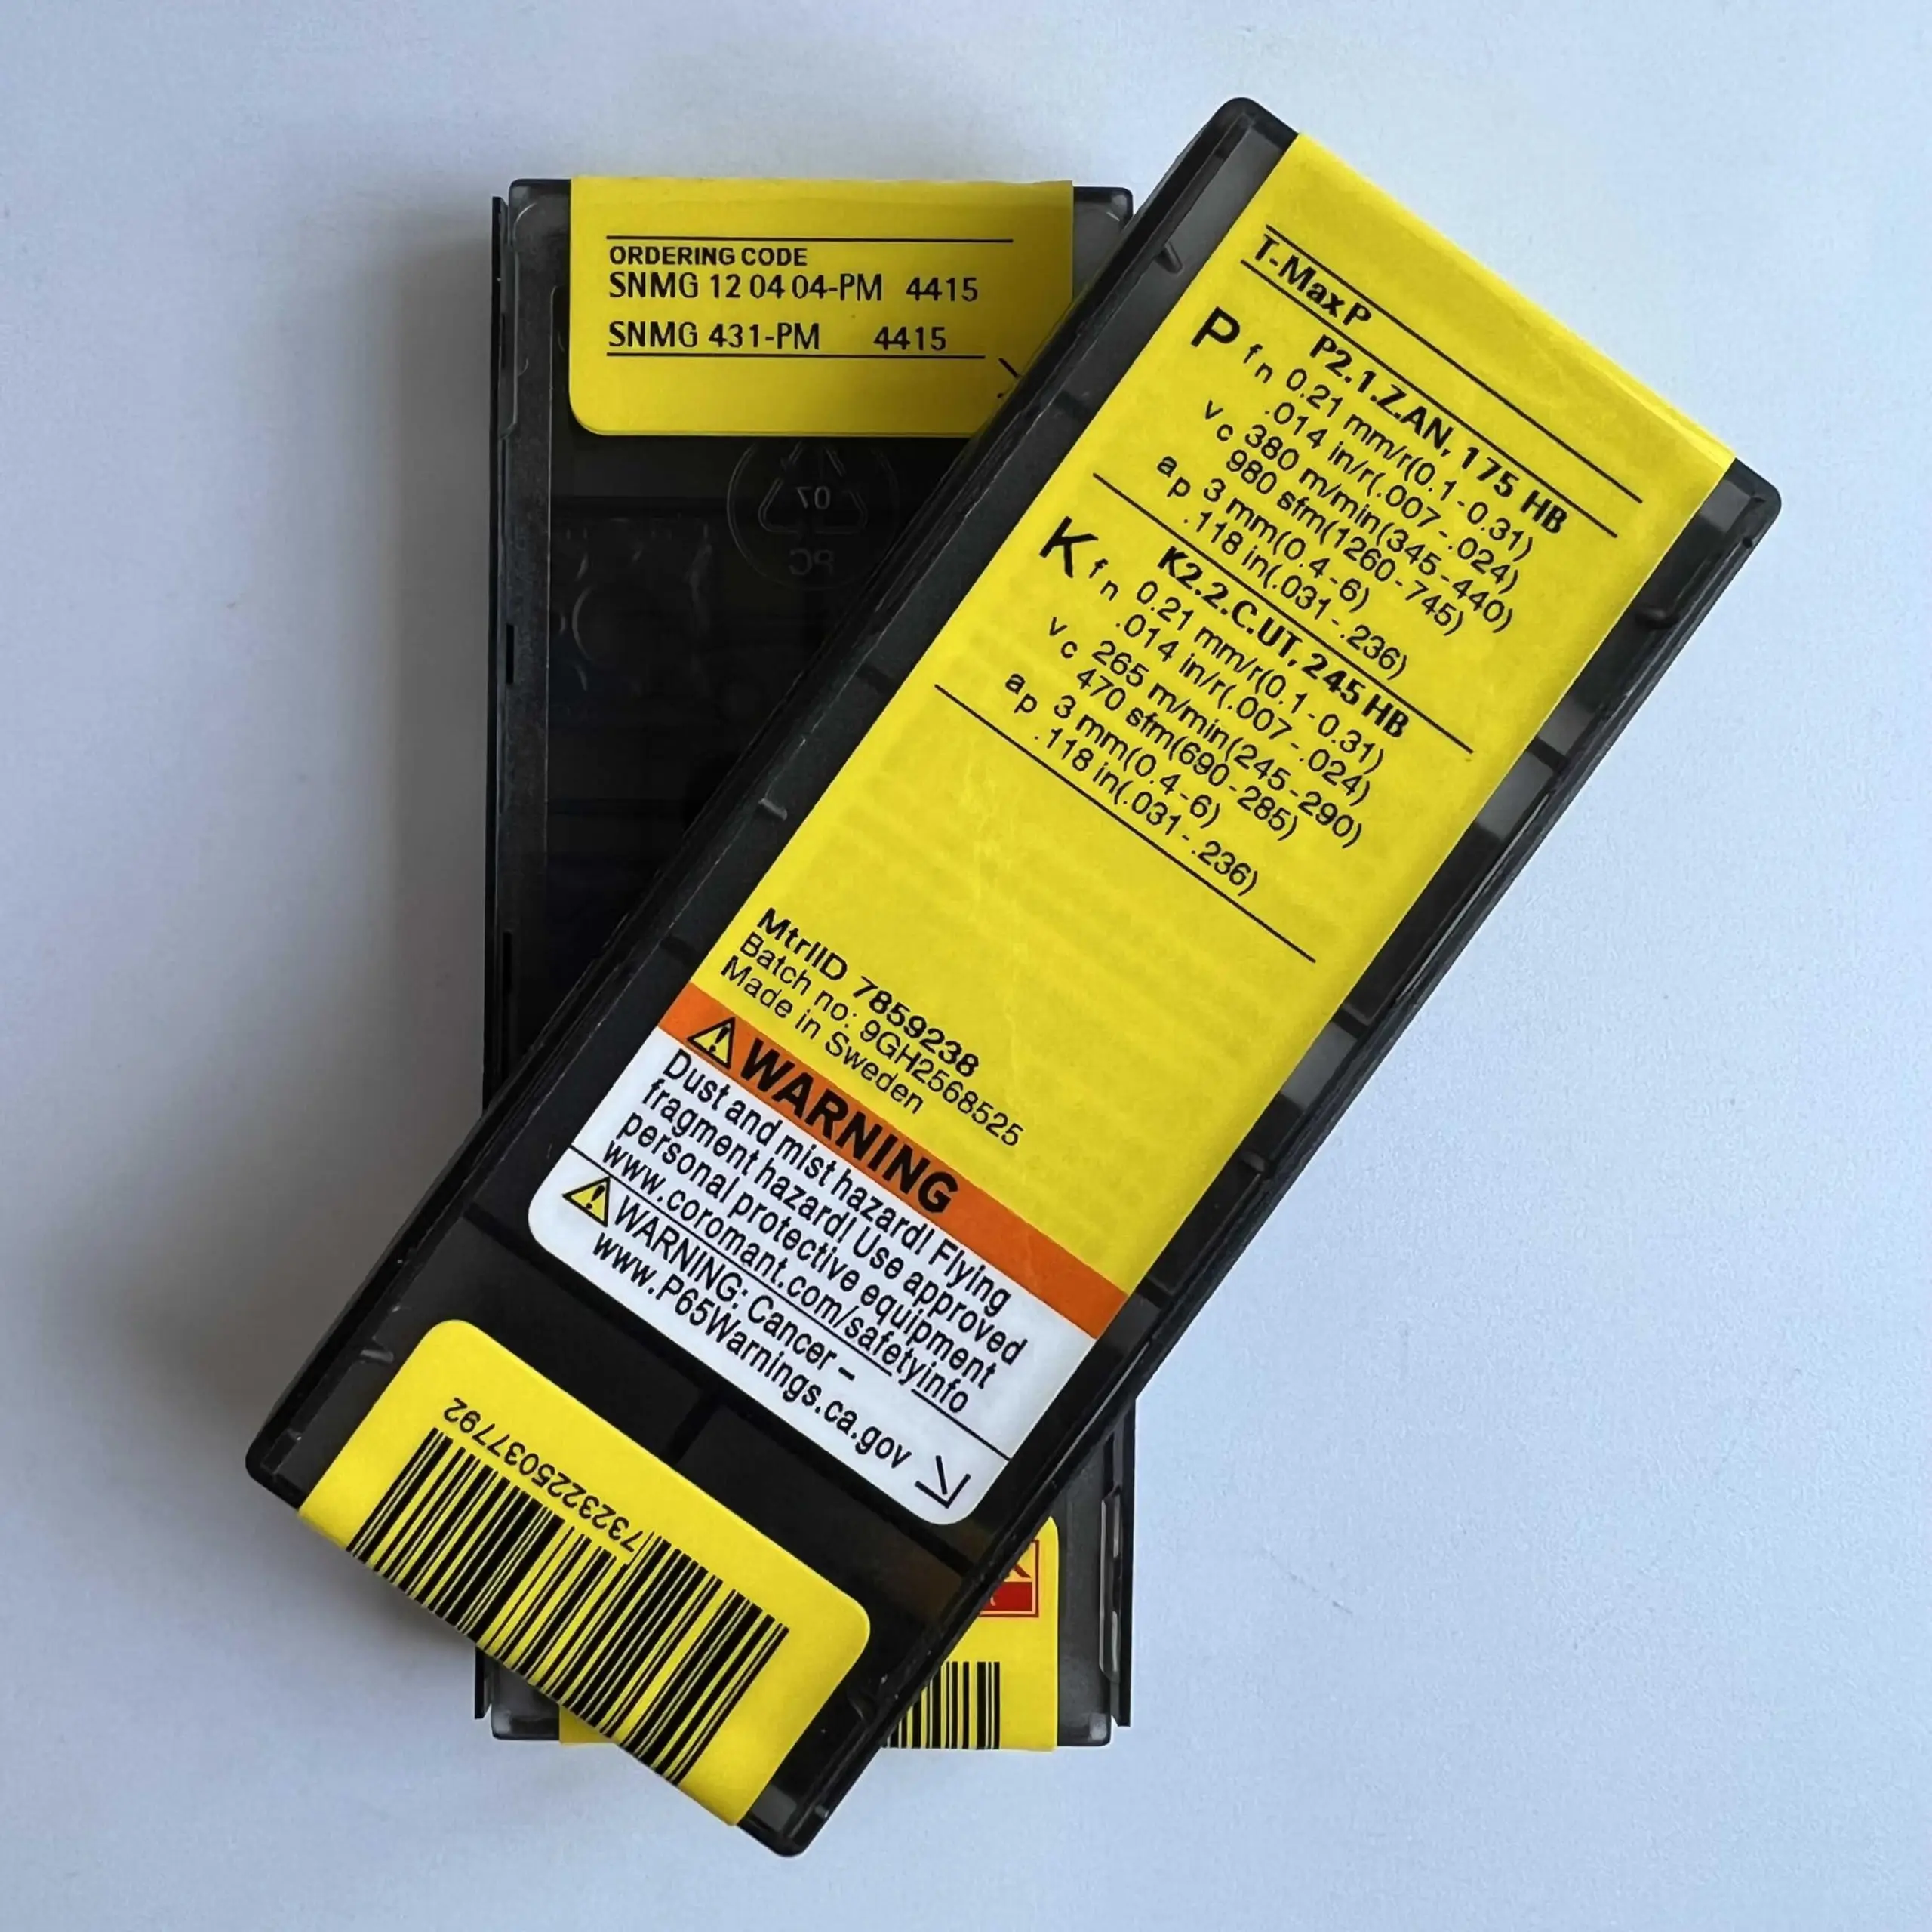 ORDERING CODE
SNMG 12 04 04-PM 4415
SNMG 431-PM 4415
07
PC
T-Max P
P P2.1.Z.AN, 175 HB
fn 0.21 mm/r(0.1-0.31)
.014 in/r(.007-.024)
vc 380 m/min(345-440)
980 sfm(1260-745)
ap 3 mm(0.4-6)
.118 in(.031-.236)
K K2.2.C.UT, 245 HB
fn 0.21 mm/r(0.1-0.31)
.014 in/r(.007-.024)
vc 265 m/min(245-290)
470 sfm(690-285)
ap 3 mm(0.4-6)
.118 in(.031-.236)
MtrlID 7859238
Batch no: 9GH2568525
Made in Sweden
WARNING
Dust and mist hazard! Flying
fragment hazard! Use approved
personal protective equipment
www.coromant.com/safetyinfo
WARNING: Cancer –
www.P65Warnings.ca.gov
7323225037792